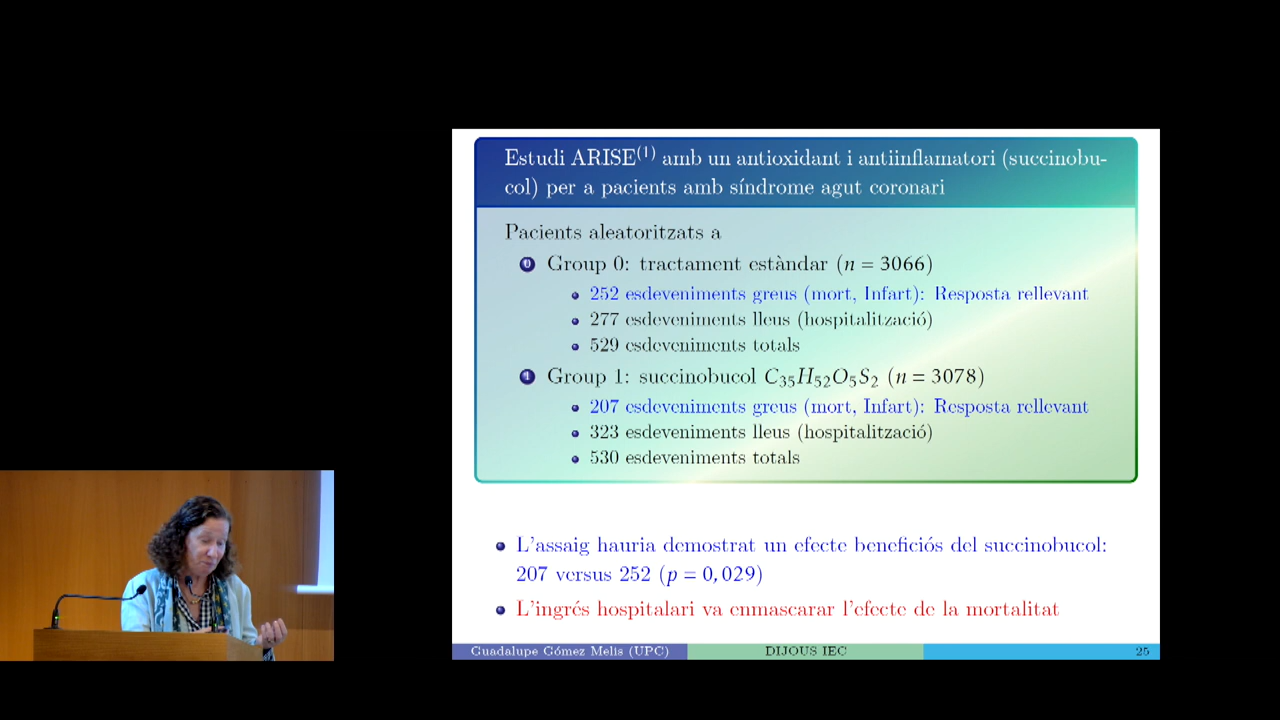 Estudi ARISE(1) amb un antioxidant i antiinflamatori (succinobu-
col) per a pacients amb síndrome agut coronari
Pacients aleatoritzats a
0 Group 0: tractament estàndar (n = 3066)
252 esdeveniments greus (mort, Infart): Resposta rellevant
277 esdeveniments lleus (hospitalització)
529 esdeveniments totals
1 Group 1: succinobucol C35H52O5S2 (n = 3078)
207 esdeveniments greus (mort, Infart): Resposta rellevant
323 esdeveniments lleus (hospitalització)
530 esdeveniments totals
L'assaig hauria demostrat un efecte beneficiós del succinobucol:
207 versus 252 (p = 0,029)
L'ingrés hospitalari va enmascarar l'efecte de la mortalitat
Guadalupe Gómez Melis (UPC) DIJOUS IEC 25